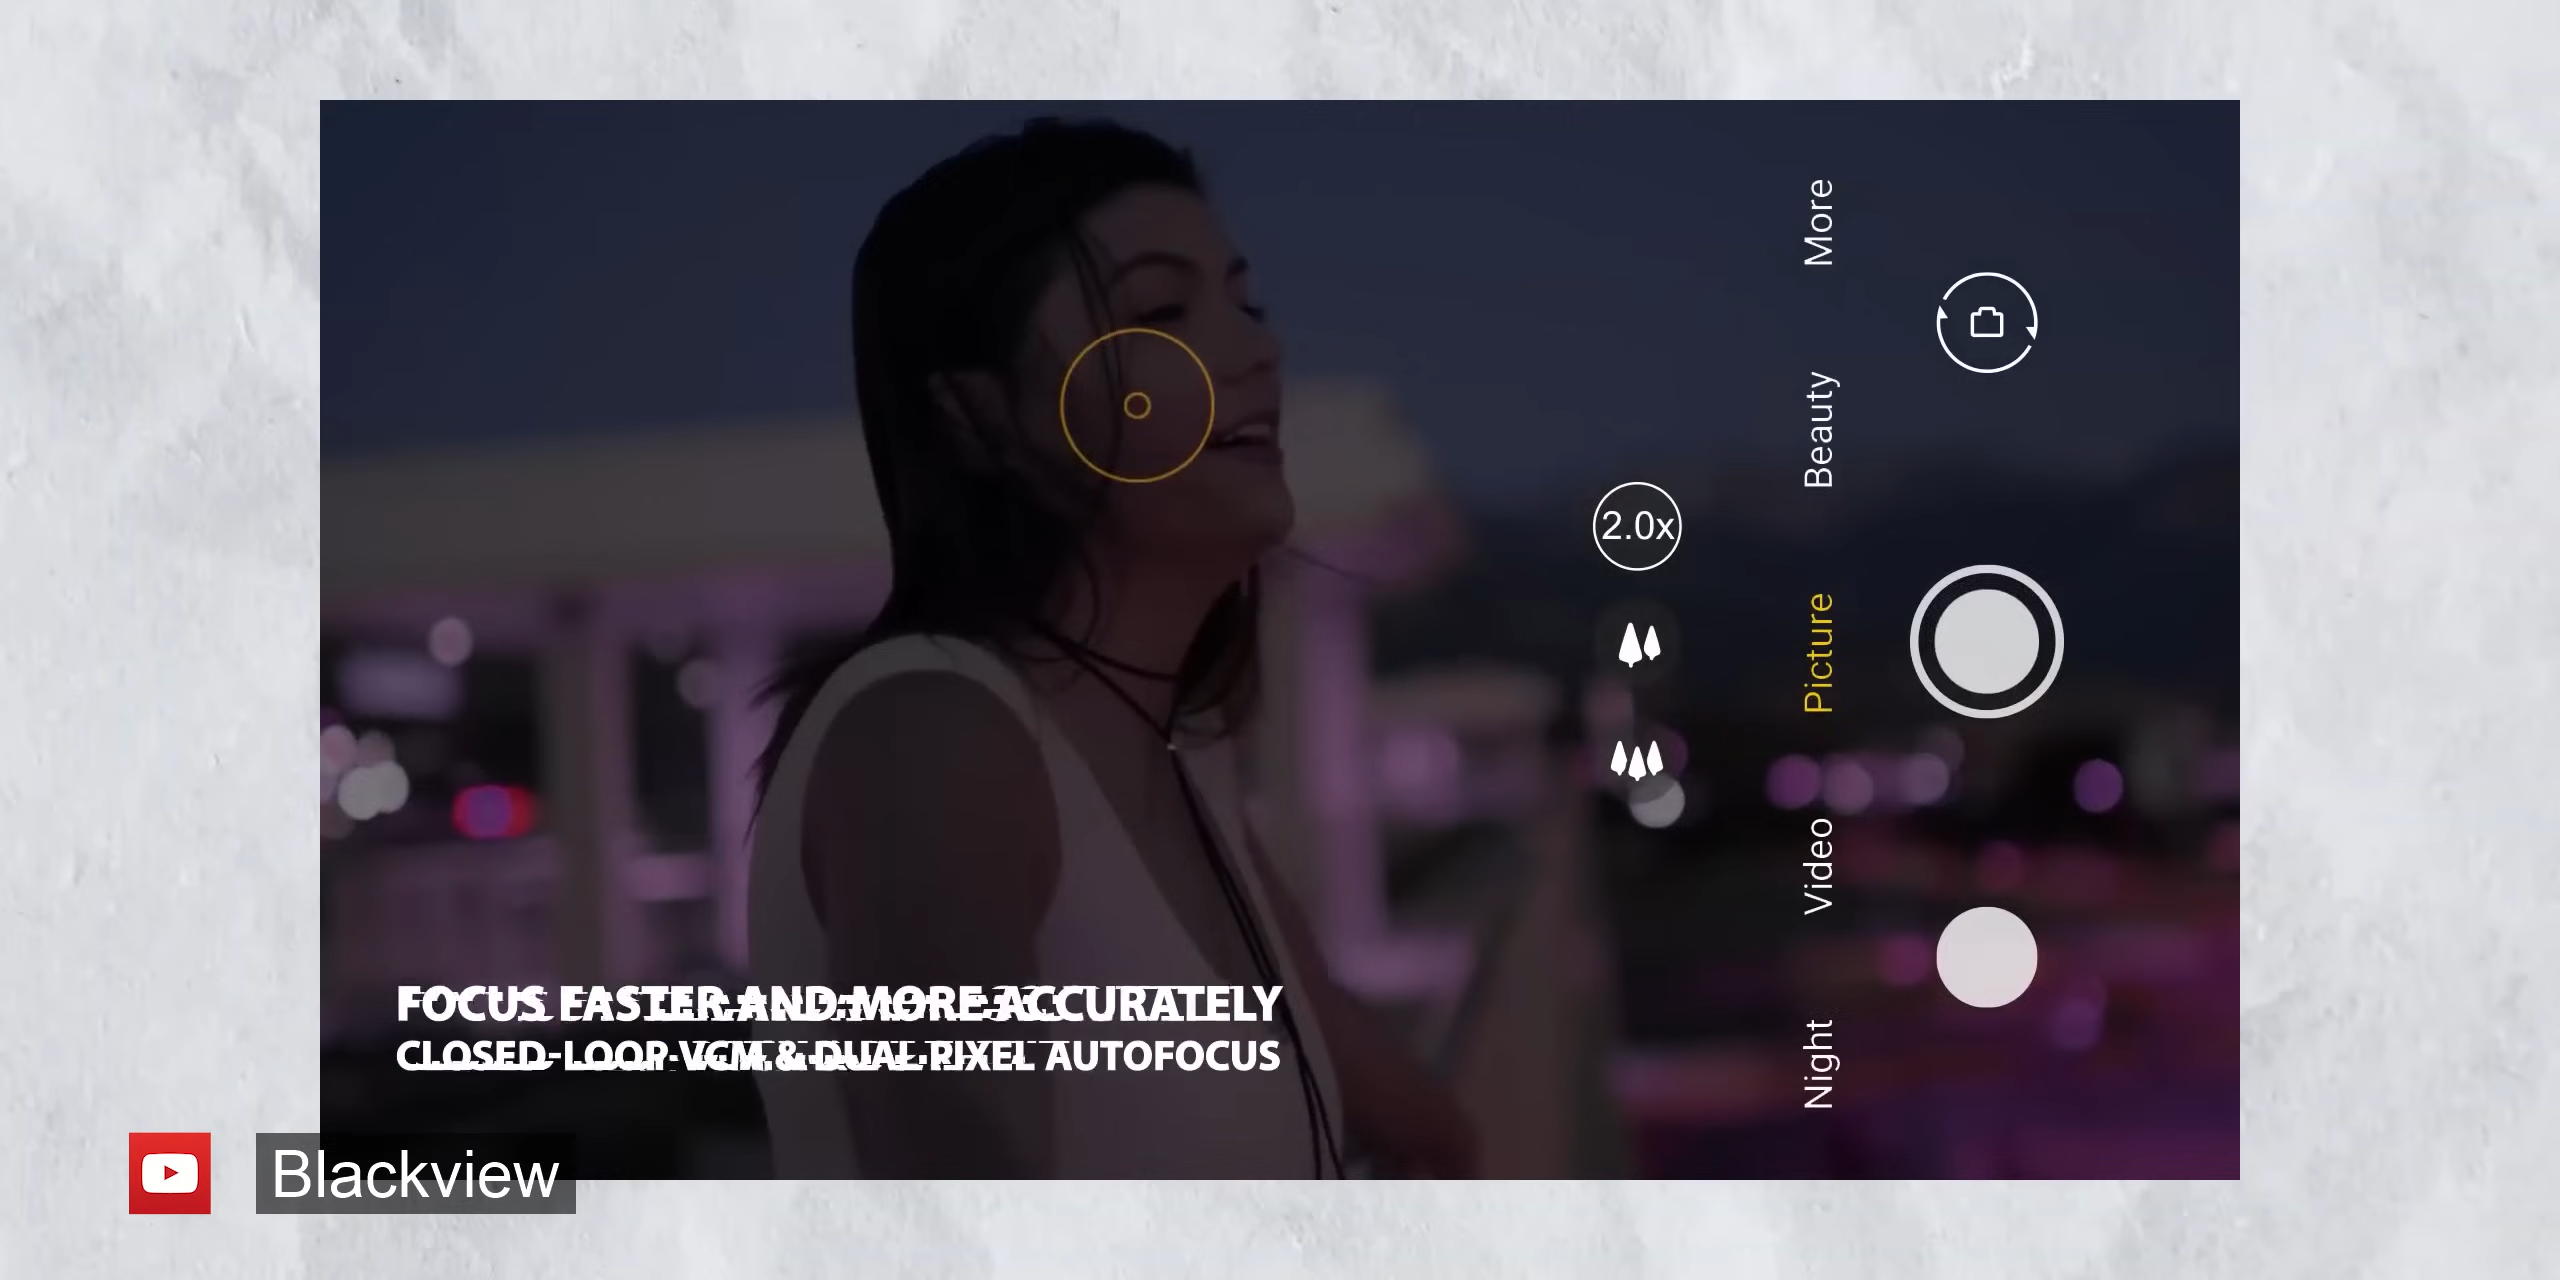 More
Beauty
2.0x
Picture
Video
Night
FOCUS FASTER AND MORE ACCURATELY
CLOSED-LOOP VCM & DUAL PIXEL AUTOFOCUS
Blackview